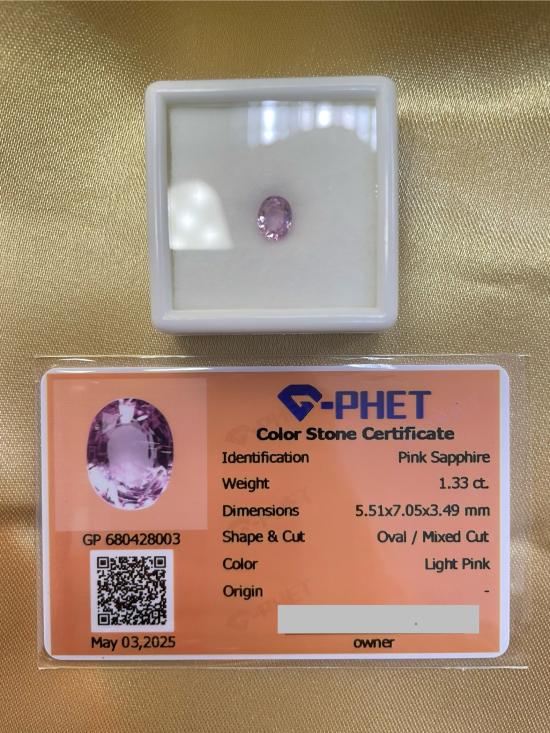 G-PHET
Color Stone Certificate
Identification Pink Sapphire
Weight 1.33 ct.
Dimensions 5.51x7.05x3.49 mm
Shape & Cut Oval / Mixed Cut
Color Light Pink
Origin -
owner
GP 680428003
May 03,2025